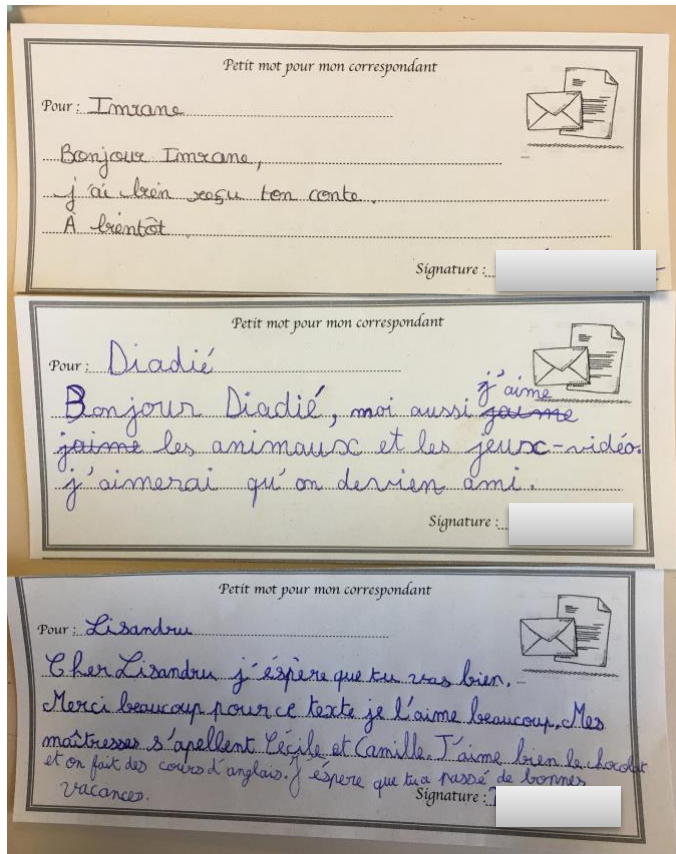 Petit mot pour mon correspondant
Pour : Imrane
Bonjour Imrane,
j'ai bien reçu ton conte.
À bientôt
Signature :
Petit mot pour mon correspondant
Pour : Diadié
j'aime
Bonjour Diadié, moi aussi jaime
jaime les animaux et les jeux-vidéo.
j'aimerai qu'on devien ami.
Signature :
Petit mot pour mon correspondant
Pour : Lisandru
Cher Lisandru j'éspère que tu vas bien.
Merci beaucoup pour ce texte je l'aime beaucoup. Mes
maîtresses s'apellent Cécile et Camille. J'aime bien le chocolat
et on fait des cours d'anglais. J'éspere que tu a passé de bonnes
vacances.
Signature :